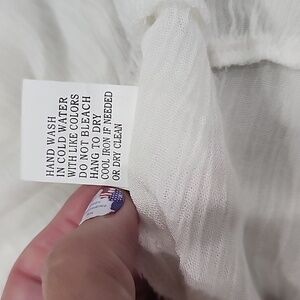 HAND WASH
IN COLD WATER
WITH LIKE COLORS
DO NOT BLEACH
HANG TO DRY
COOL IRON IF NEEDED
OR DRY CLEAN